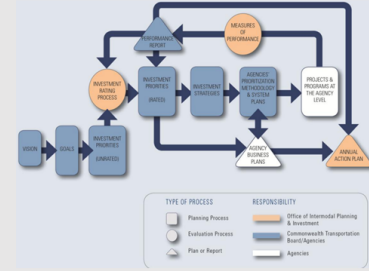 MEASURES
OF
PERFORMANCE
PERFORMANCE
REPORT
INVESTMENT
RATING
PROCESS
INVESTMENT
PRIORITIES
(RATED)
INVESTMENT
STRATEGIES
AGENCIES'
PRIORITIZATION
METHODOLOGY
& SYSTEM
PLANS
PROJECTS &
PROGRAMS AT
THE AGENCY
LEVEL
VISION
GOALS
INVESTMENT
PRIORITIES
(UNRATED)
AGENCY
BUSINESS
PLANS
ANNUAL
ACTION PLAN
TYPE OF PROCESS
Planning Process
Evaluation Process
Plan or Report
RESPONSIBILITY
Office of Intermodal Planning
& Investment
Commonwealth Transportation
Board/Agencies
Agencies